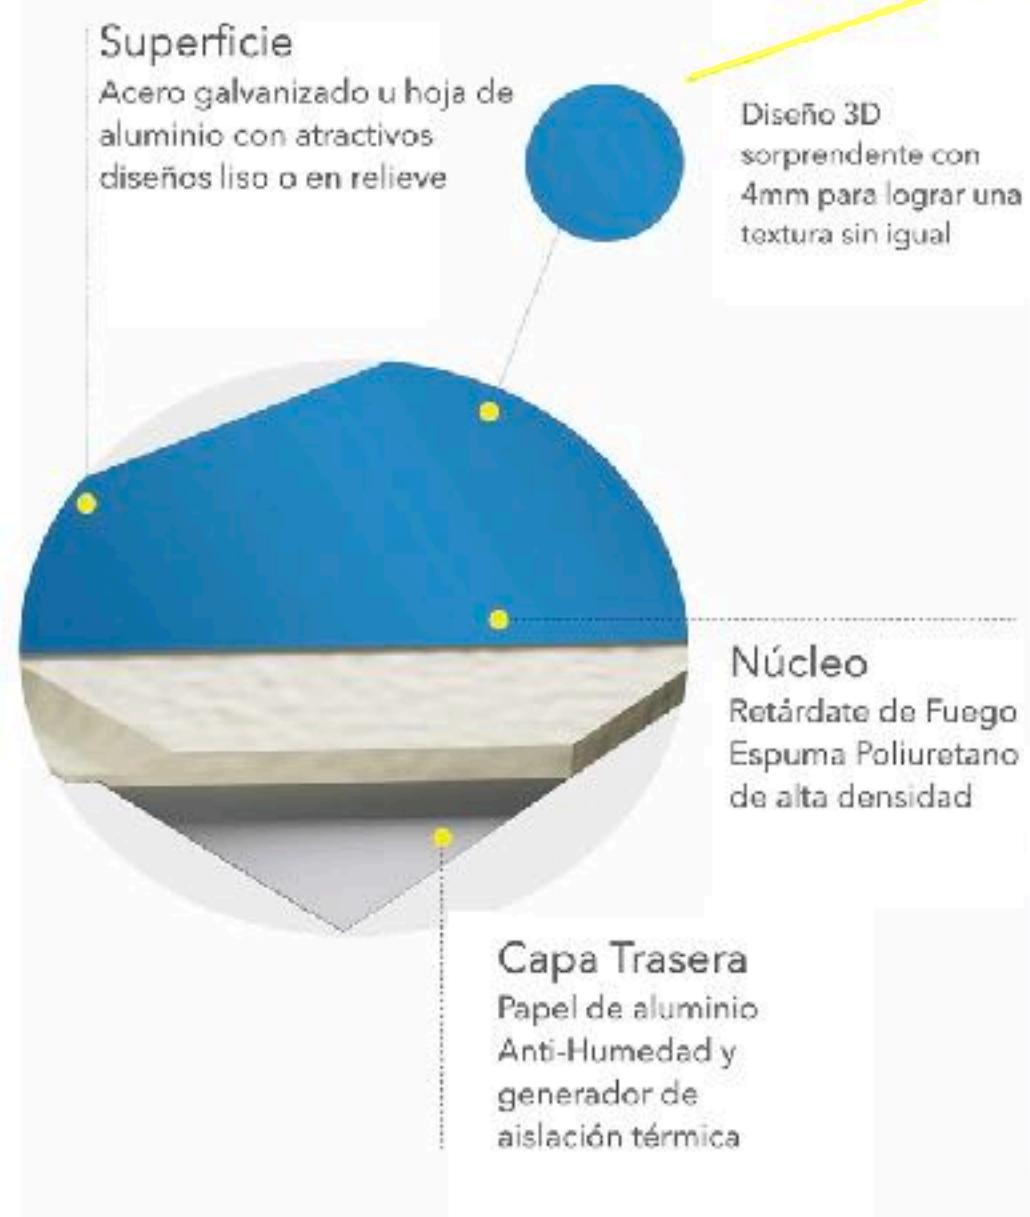 Superficie
Acero galvanizado u hoja de
aluminio con atractivos
diseños liso o en relieve
Diseño 3D
sorprendente con
4mm para lograr una
textura sin igual
Núcleo
Retárdate de Fuego
Espuma Poliuretano
de alta densidad
Capa Trasera
Papel de aluminio
Anti-Humedad y
generador de
aislación térmica